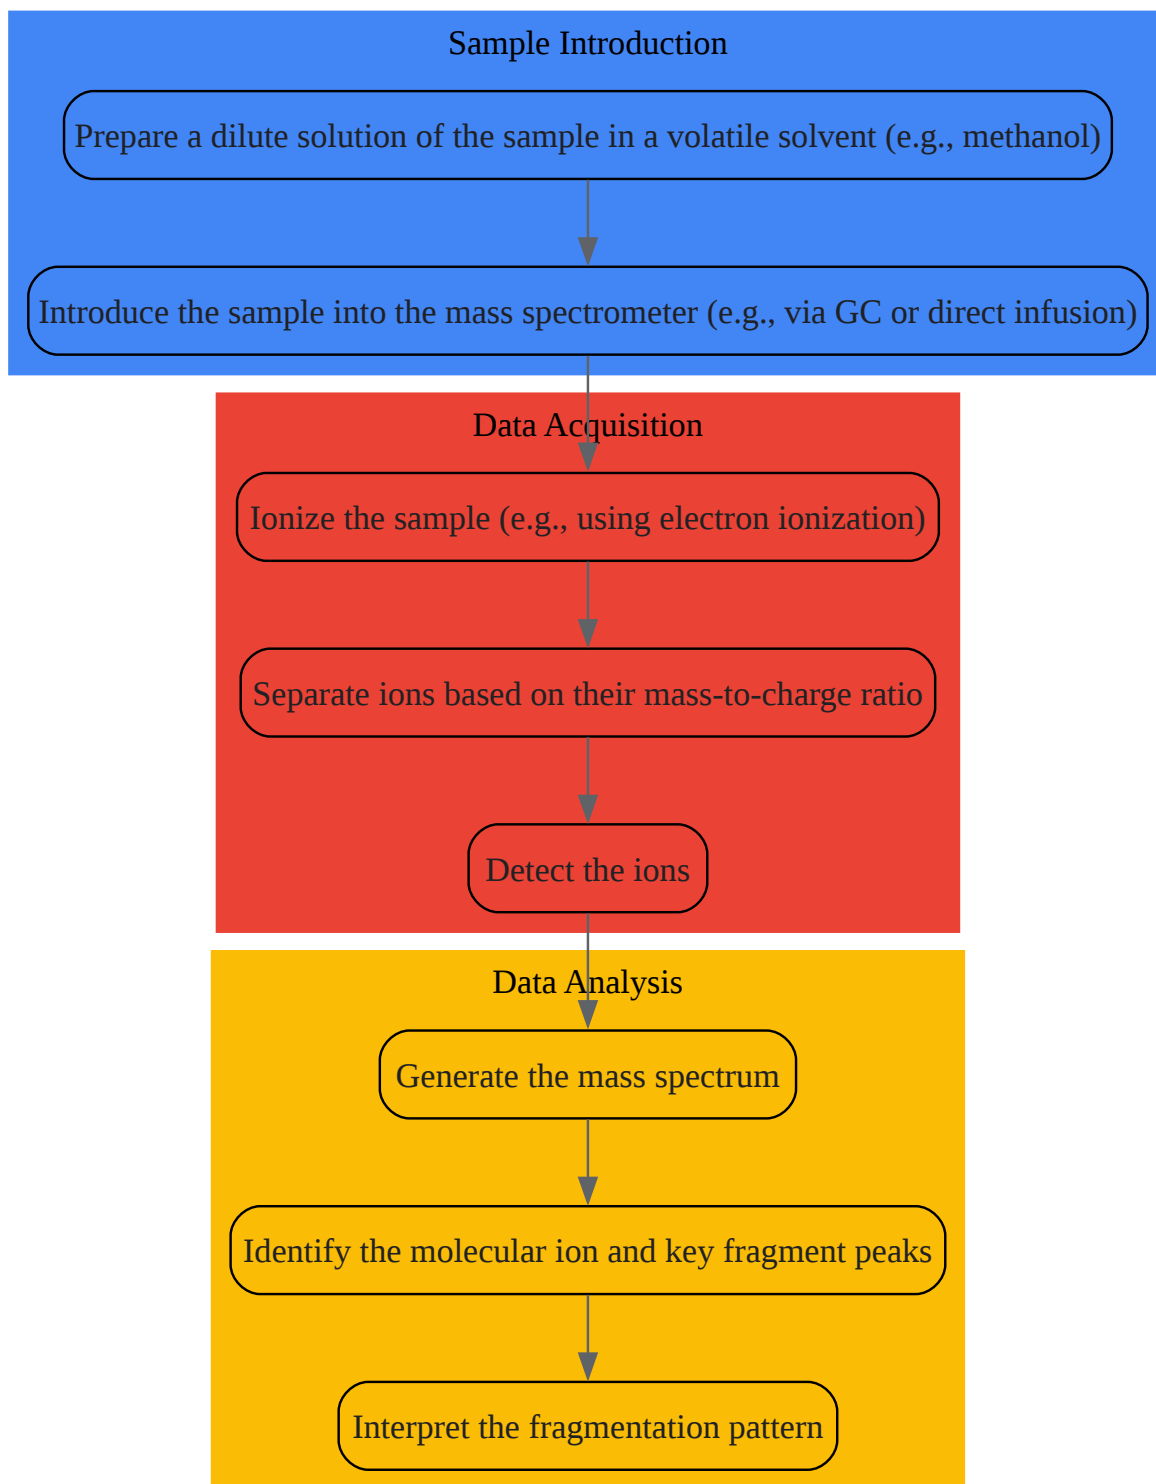 Sample Introduction
Prepare a dilute solution of the sample in a volatile solvent (e.g., methanol)
Introduce the sample into the mass spectrometer (e.g., via GC or direct infusion)
Data Acquisition
Ionize the sample (e.g., using electron ionization)
Separate ions based on their mass-to-charge ratio
Detect the ions
Data Analysis
Generate the mass spectrum
Identify the molecular ion and key fragment peaks
Interpret the fragmentation pattern